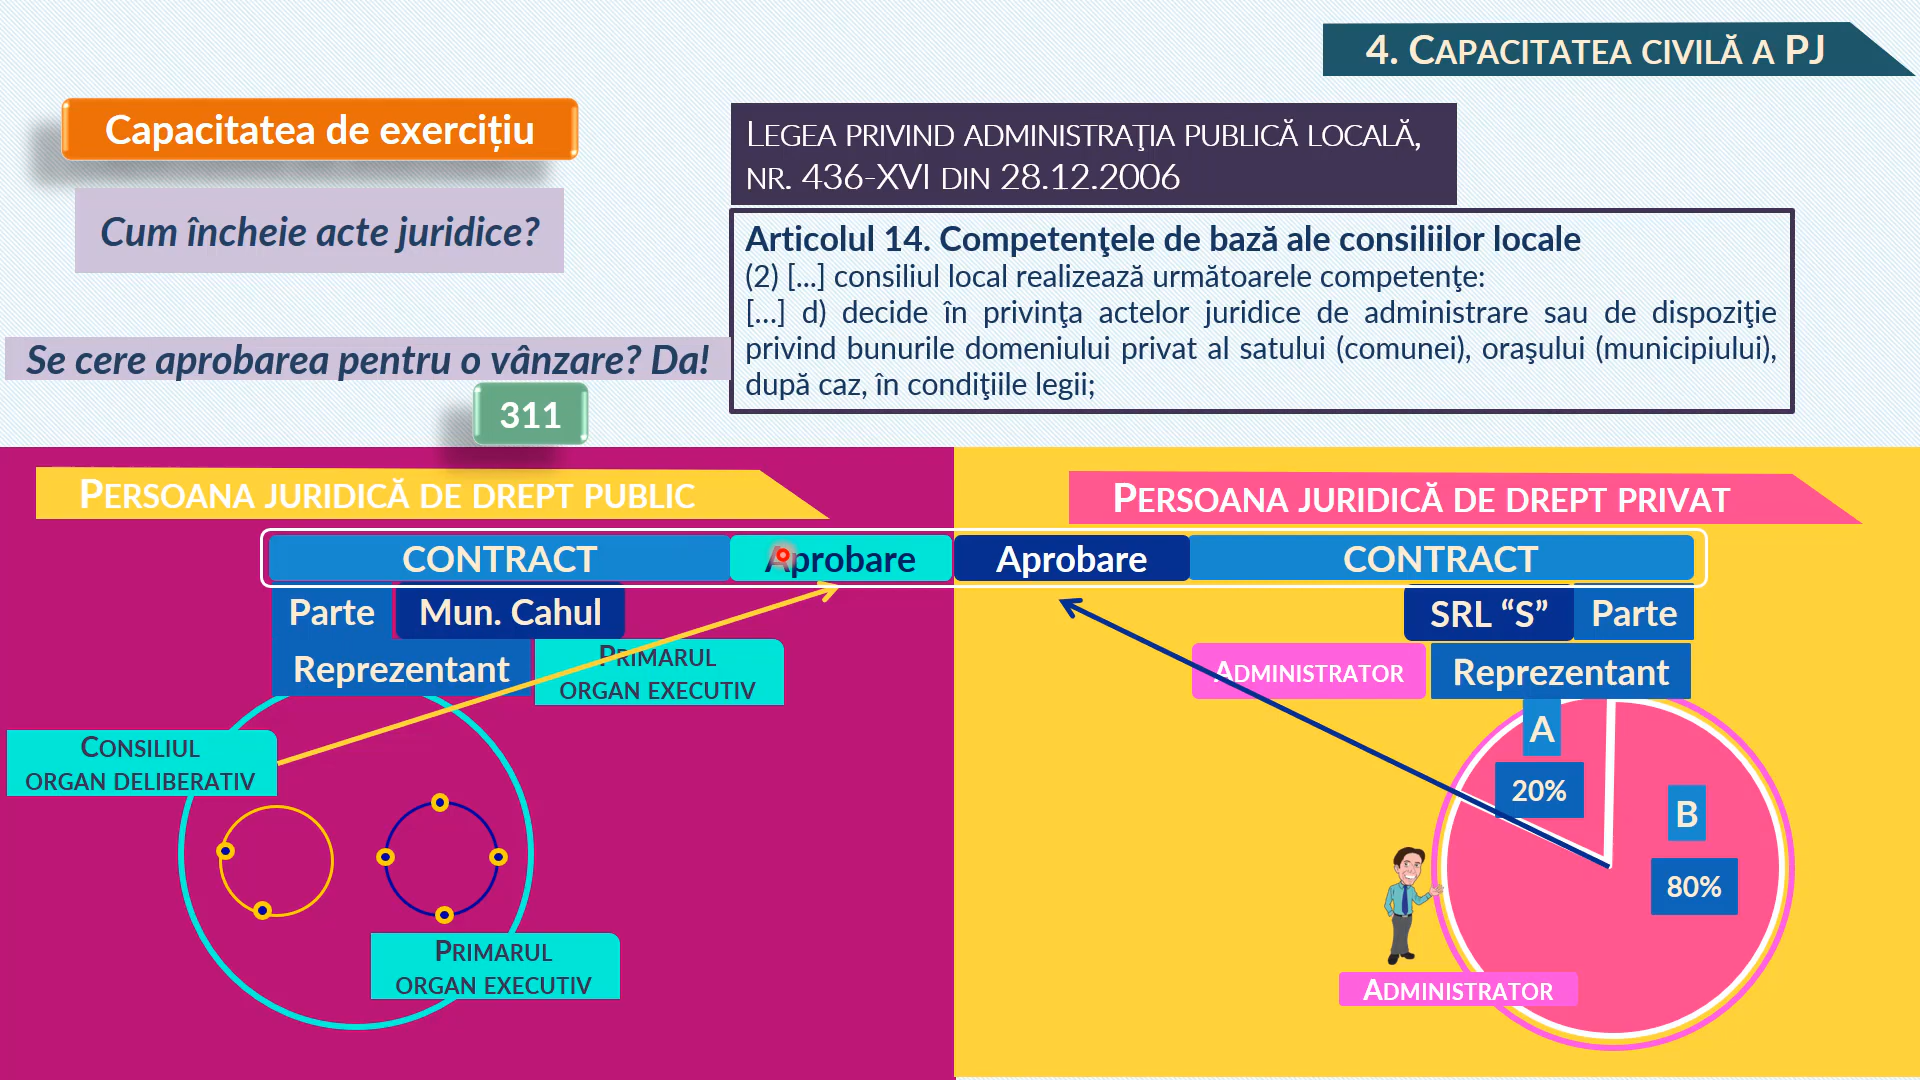 4. CAPACITATEA CIVILĂ A PJ
Capacitatea de exercițiu
Cum încheie acte juridice?
Se cere aprobarea pentru o vânzare? Da!
311
LEGEA PRIVIND ADMINISTRAŢIA PUBLICĂ LOCALĂ,
NR. 436-XVI DIN 28.12.2006
Articolul 14. Competenţele de bază ale consiliilor locale
(2) [...] consiliul local realizează următoarele competenţe:
[...] d) decide în privinţa actelor juridice de administrare sau de dispoziţie
privind bunurile domeniului privat al satului (comunei), oraşului (municipiului),
după caz, în condiţiile legii;
PERSOANA JURIDICĂ DE DREPT PUBLIC
CONTRACT
Aprobare
Parte
Mun. Cahul
Reprezentant
PRIMARUL
ORGAN EXECUTIV
CONSILIUL
ORGAN DELIBERATIV
PRIMARUL
ORGAN EXECUTIV
PERSOANA JURIDICĂ DE DREPT PRIVAT
Aprobare
CONTRACT
SRL “S”
Parte
ADMINISTRATOR
Reprezentant
A
20%
B
80%
ADMINISTRATOR